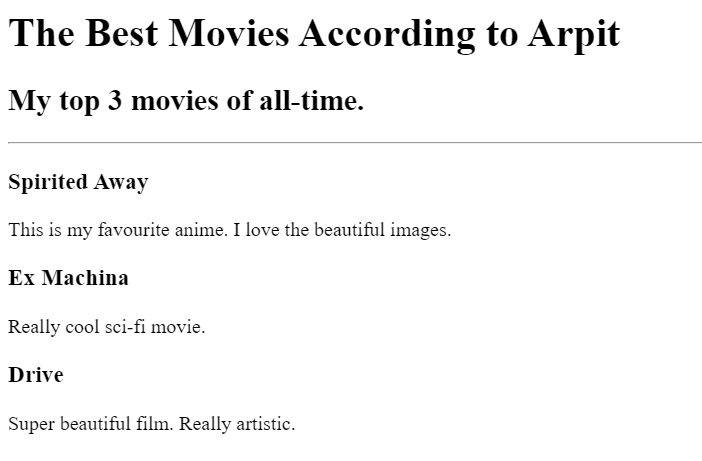 The Best Movies According to Arpit
My top 3 movies of all-time.
Spirited Away
This is my favourite anime. I love the beautiful images.
Ex Machina
Really cool sci-fi movie.
Drive
Super beautiful film. Really artistic.